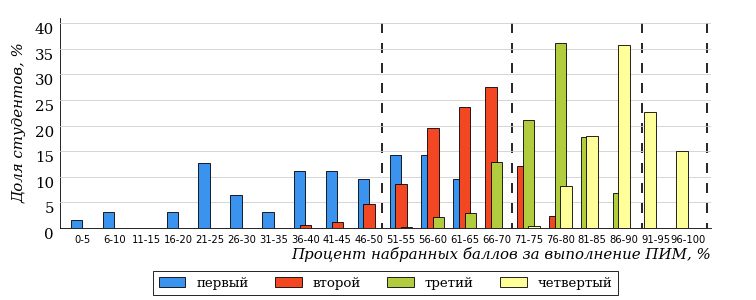 Доля студентов, %
40
35
30
25
20
15
10
5
0
0-5 6-10 11-15 16-20 21-25 26-30 31-35 36-40 41-45 46-50 51-55 56-60 61-65 66-70 71-75 76-80 81-85 86-90 91-95 96-100
Процент набранных баллов за выполнение ПИМ, %
первый второй третий четвертый